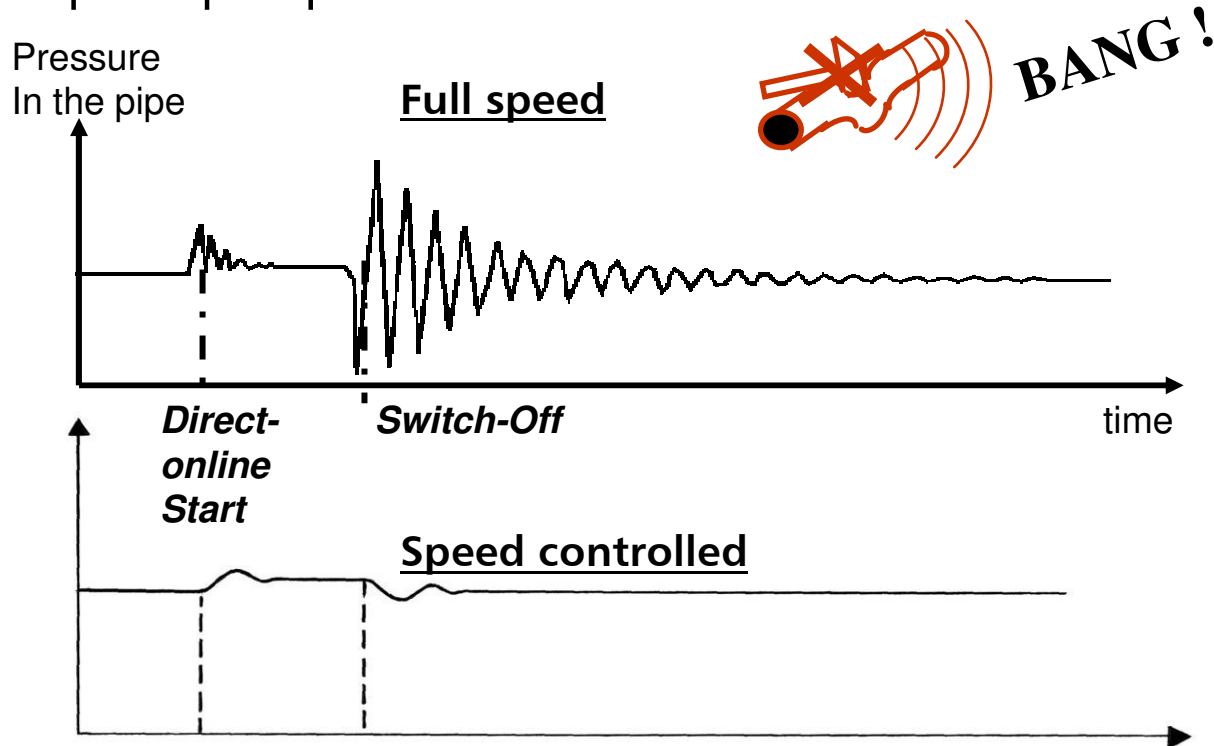 Pressure
In the pipe
Full speed
BANG !
Direct-
online
Start
Switch-Off
time
Speed controlled